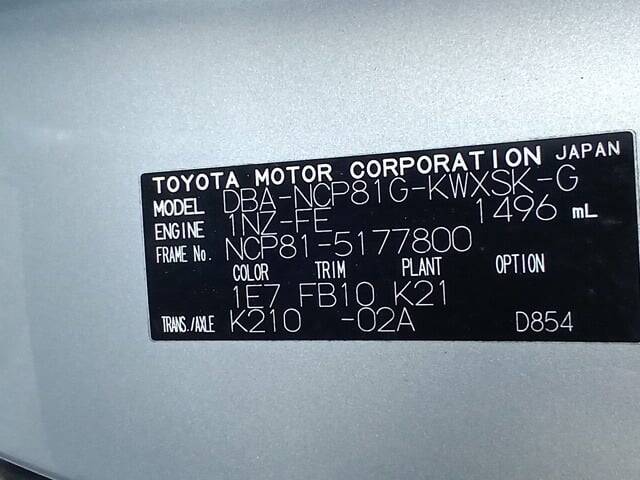 TOYOTA MOTOR CORPORATION JAPAN
MODEL DBA-NCP81G-KWXSK-G
ENGINE 1NZ-FE 1496 mL
FRAME No. NCP81-5177800
COLOR TRIM PLANT OPTION
1E7 FB10 K21
TRANS./AXLE K210 -02A D854